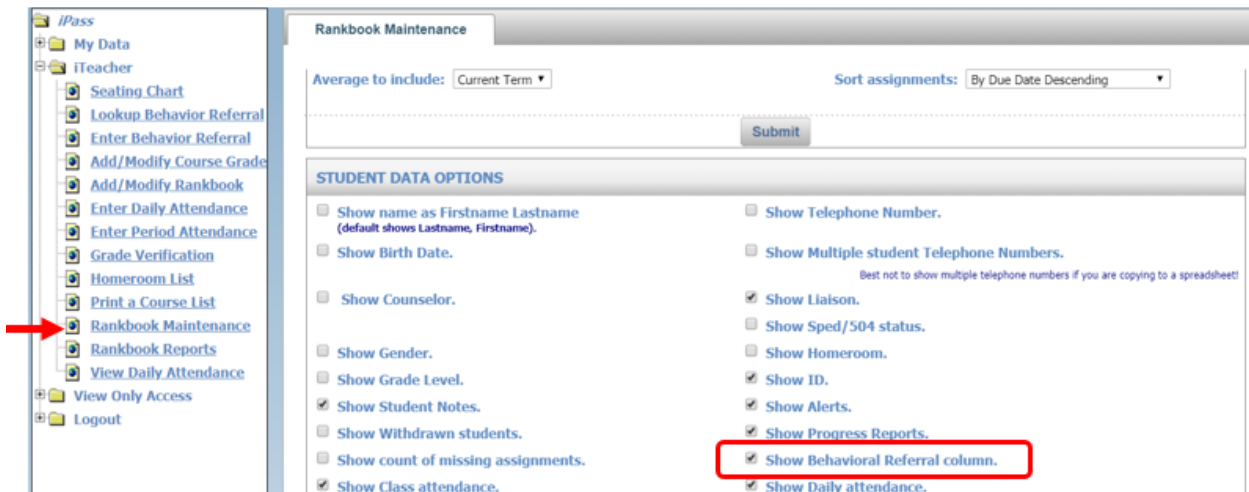 iPass
My Data
iTeacher
Seating Chart
Lookup Behavior Referral
Enter Behavior Referral
Add/Modify Course Grade
Add/Modify Rankbook
Enter Daily Attendance
Enter Period Attendance
Grade Verification
Homeroom List
Print a Course List
Rankbook Maintenance
Rankbook Reports
View Daily Attendance
View Only Access
Logout
Rankbook Maintenance
Average to include: Current Term Sort assignments: By Due Date Descending
Submit
STUDENT DATA OPTIONS
Show name as Firstname Lastname
(default shows Lastname, Firstname).
Show Telephone Number.
Show Birth Date.
Show Multiple student Telephone Numbers.
Best not to show multiple telephone numbers if you are copying to a spreadsheet!
Show Counselor.
Show Liaison.
Show Sped/504 status.
Show Gender.
Show Homeroom.
Show Grade Level.
Show ID.
Show Student Notes.
Show Alerts.
Show Withdrawn students.
Show Progress Reports.
Show count of missing assignments.
Show Behavioral Referral column.
Show Class attendance.
Show Daily attendance.